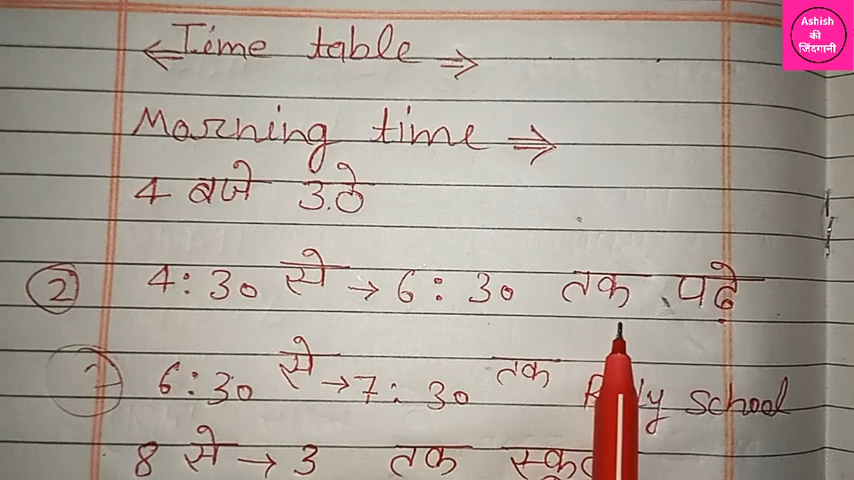 Ashish
की
जिंदगानी
Time table
Morning time
4 बजे उठे
2 4:30 से → 6:30 तक पढे़
6:30 से → 7:30 तक school
8 से → 3 तक